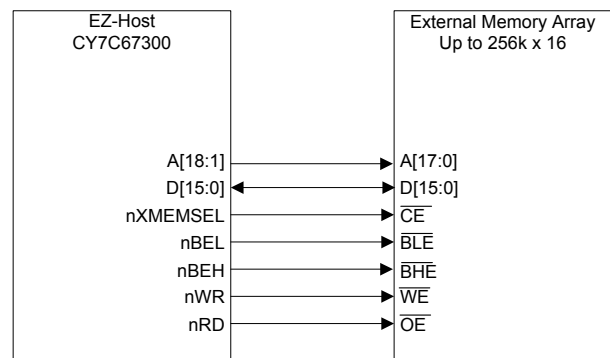 EZ-Host
CY7C67300
External Memory Array
Up to 256k x 16
A[18:1]
A[17:0]
D[15:0]
D[15:0]
nXMEMSEL
CE
nBEL
BLE
nBEH
BHE
nWR
WE
nRD
OE